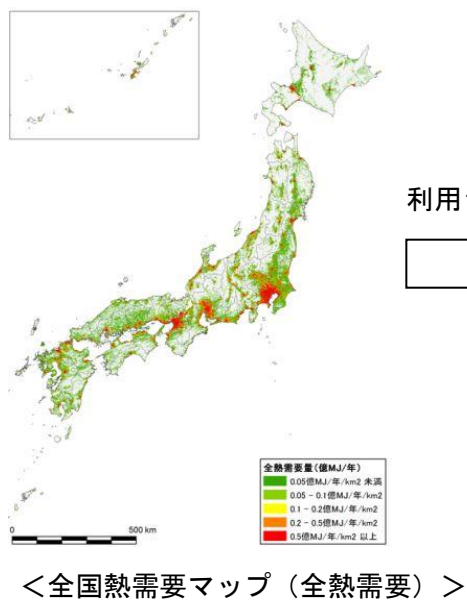 利用
全熱需要量(億MJ/年)
0.05億MJ/年/km2 未満
0.05 - 0.1億MJ/年/km2
0.1 - 0.2億MJ/年/km2
0.2 - 0.5億MJ/年/km2
0.5億MJ/年/km2 以上
0 500 km
＜全国熱需要マップ（全熱需要）＞